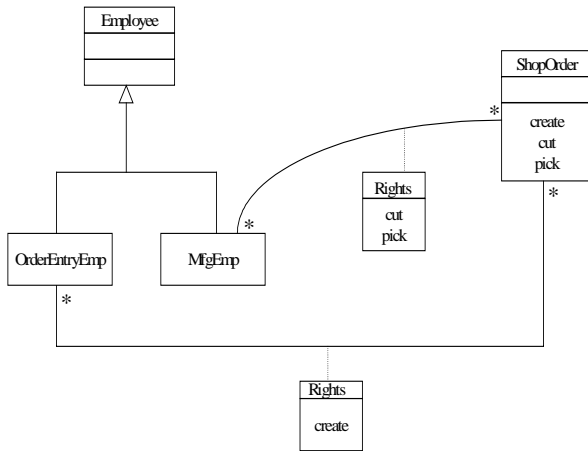 Employee
ShopOrder
create
cut
pick
*
*
Rights
cut
pick
*
OrderEntryEmp
MfgEmp
*
Rights
create